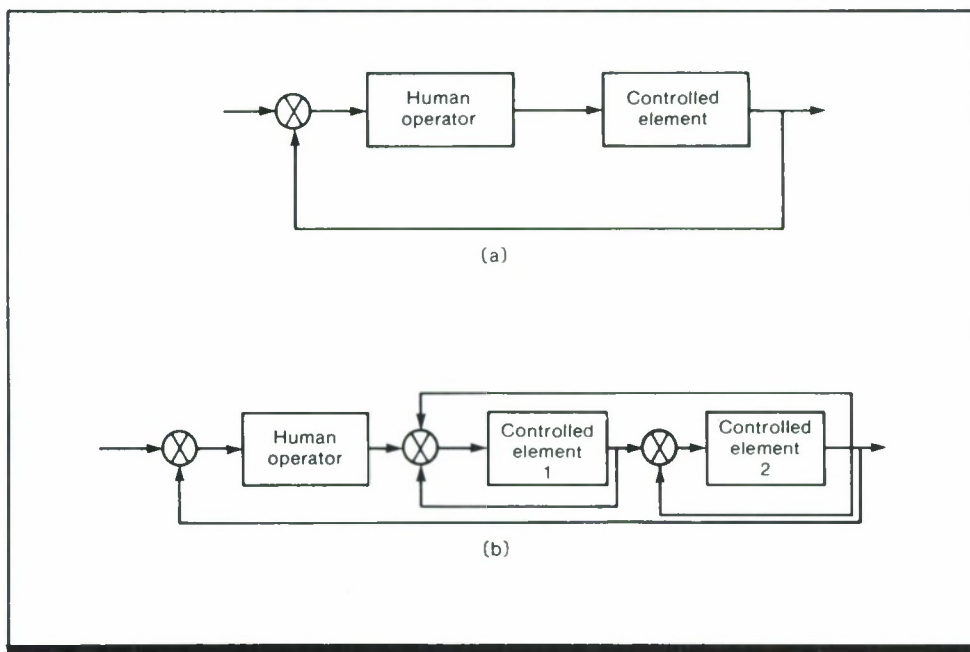 Human
operator
Controlled
element
(a)
Human
operator
Controlled
element
1
Controlled
element
2
(b)